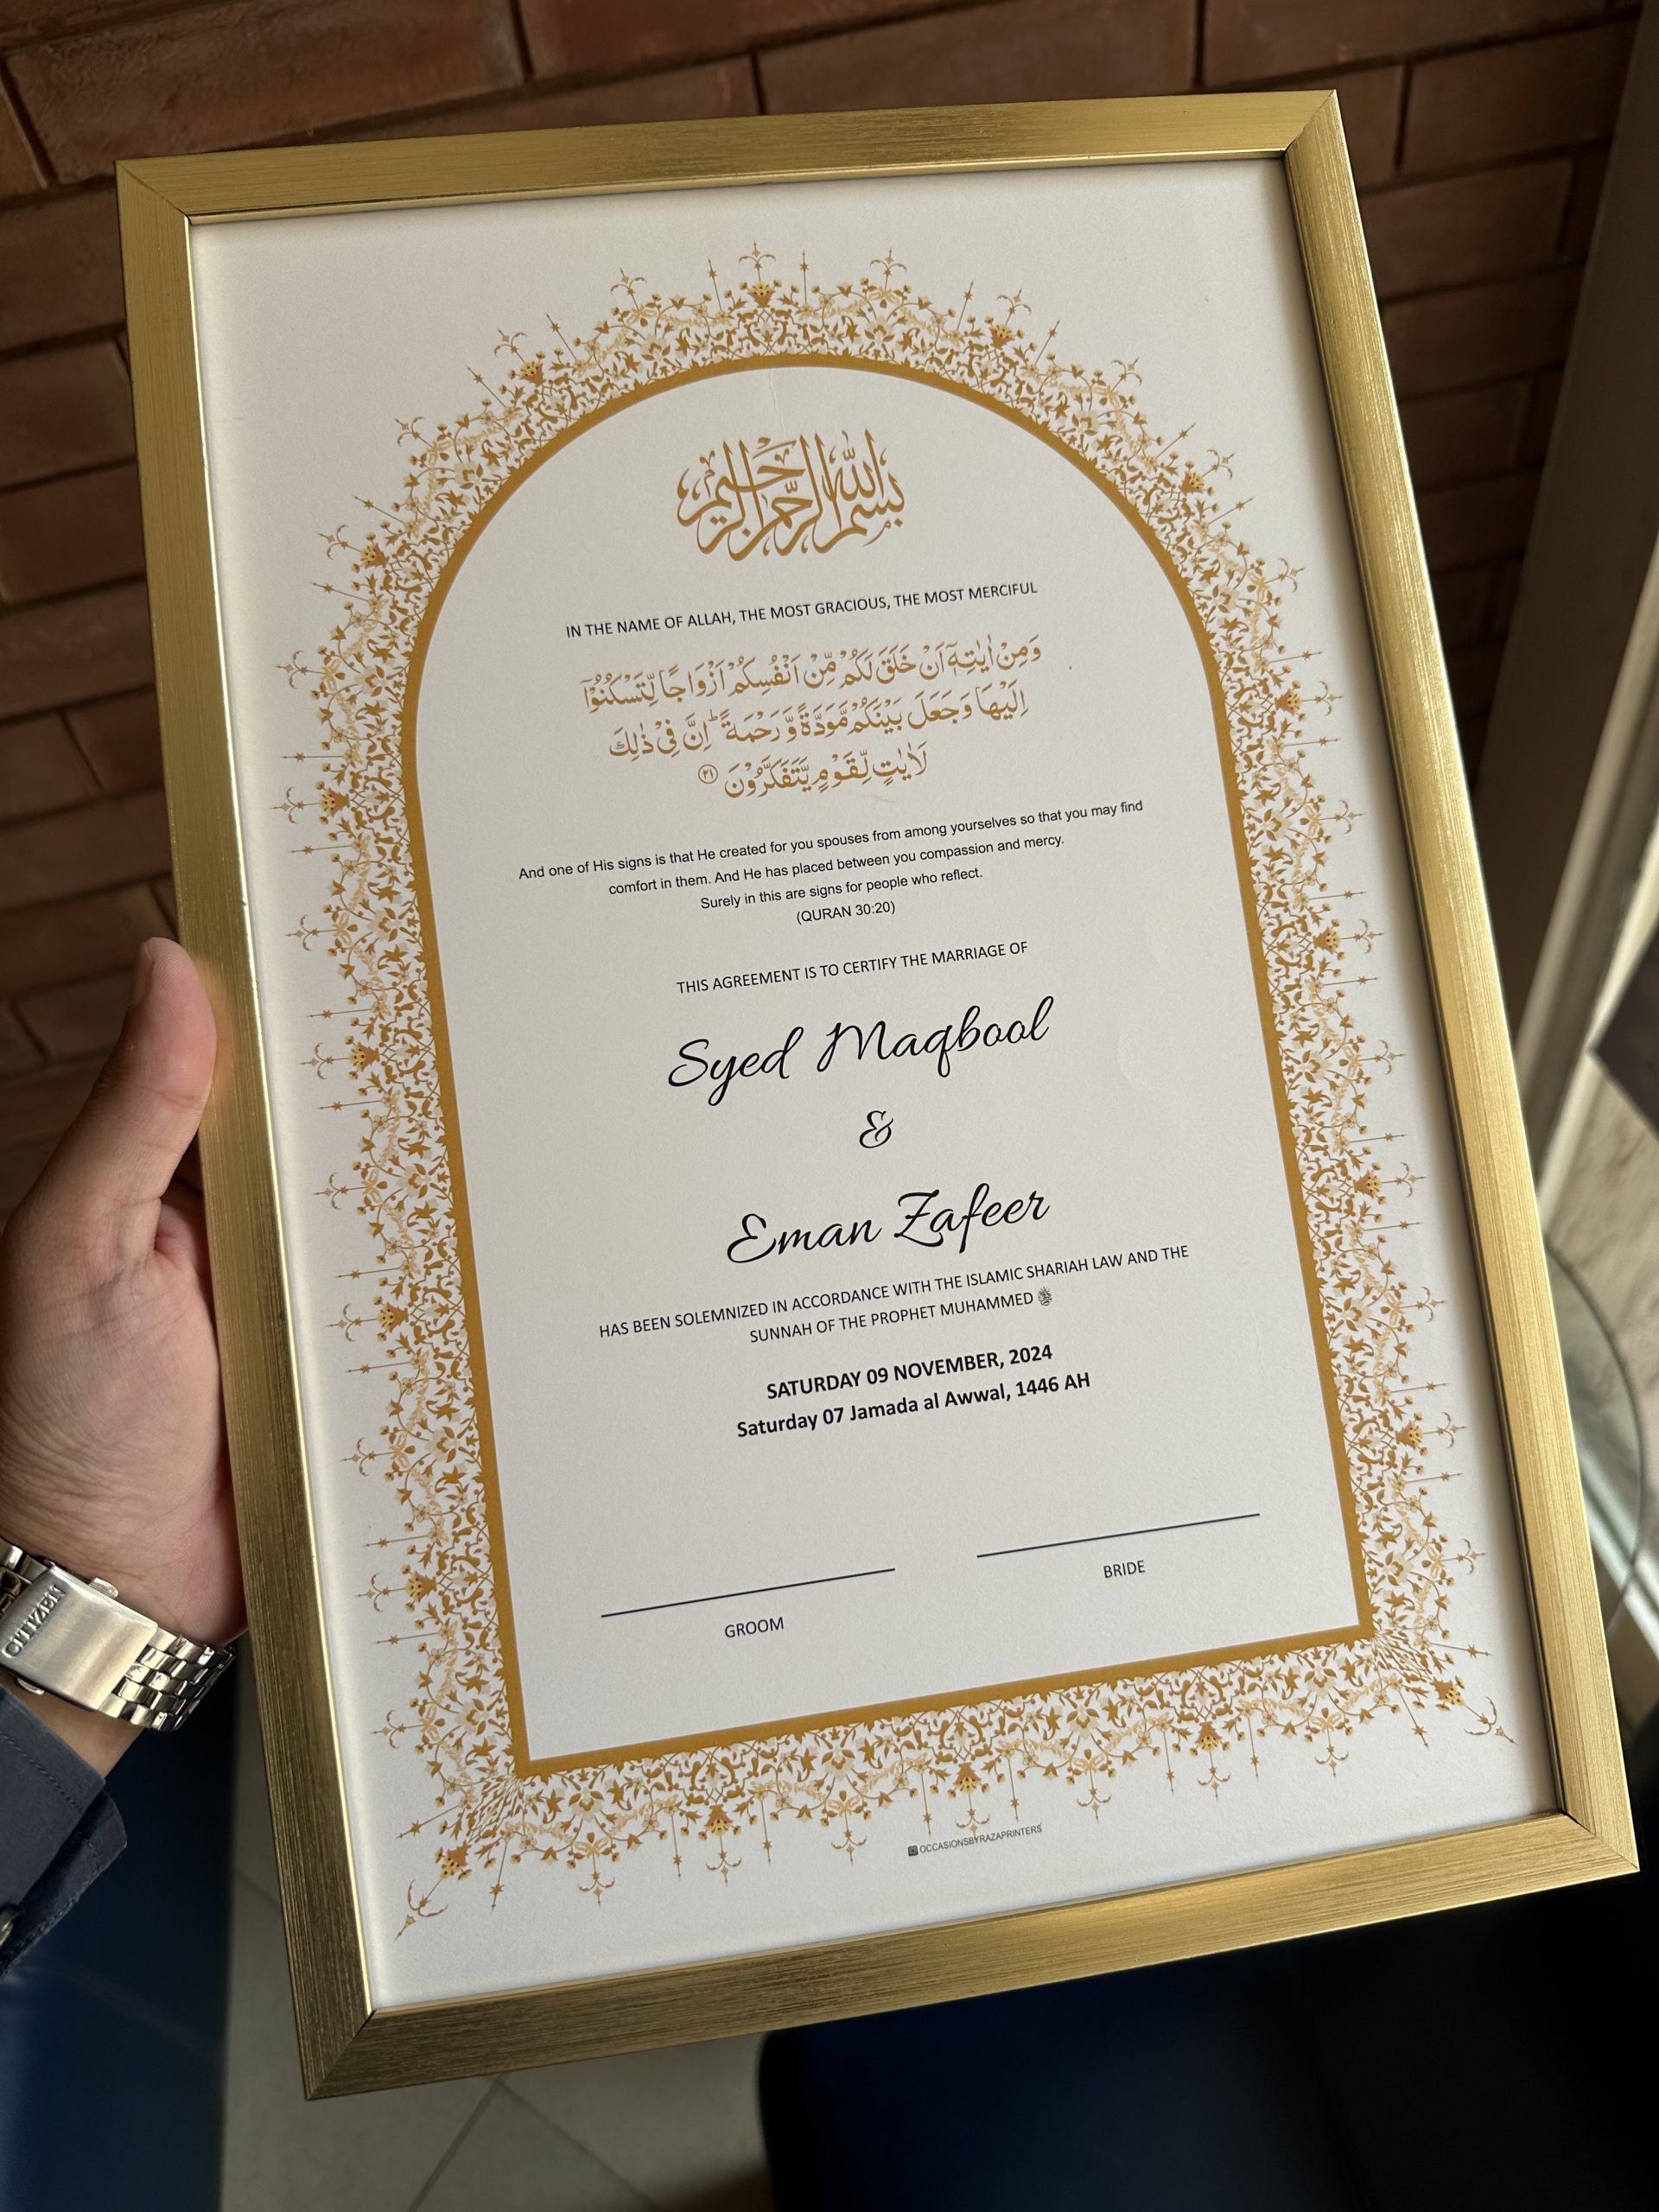 بسم الله الرحمن الرحيم
IN THE NAME OF ALLAH, THE MOST GRACIOUS, THE MOST MERCIFUL
وَمِنْ اٰيٰتِهٖٓ اَنْ خَلَقَ لَكُمْ مِّنْ اَنْفُسِكُمْ اَزْوَاجًا لِّتَسْكُنُوْٓا
اِلَيْهَا وَجَعَلَ بَيْنَكُمْ مَّوَدَّةً وَّرَحْمَةً ؕ اِنَّ فِيْ ذٰلِكَ
لَاٰيٰتٍ لِّقَوْمٍ يَّتَفَكَّرُوْنَ ۝٢١
And one of His signs is that He created for you spouses from among yourselves so that you may find
comfort in them. And He has placed between you compassion and mercy.
Surely in this are signs for people who reflect.
(QURAN 30:20)
THIS AGREEMENT IS TO CERTIFY THE MARRIAGE OF
Syed Maqbool
&
Eman Zafeer
HAS BEEN SOLEMNIZED IN ACCORDANCE WITH THE ISLAMIC SHARIAH LAW AND THE
SUNNAH OF THE PROPHET MUHAMMED ﷺ
SATURDAY 09 NOVEMBER, 2024
Saturday 07 Jamada al Awwal, 1446 AH
GROOM
BRIDE
OCCASIONSBYRAZAPRINTERS
CITIZEN